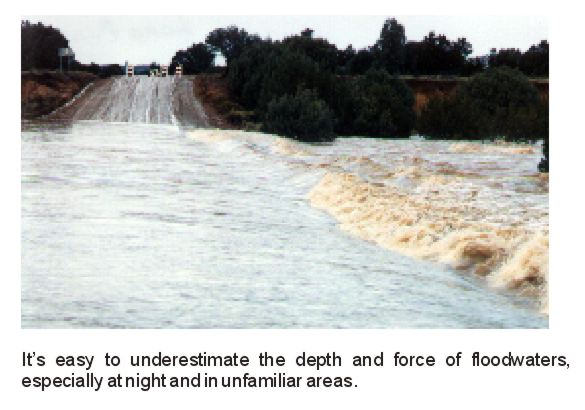 It's easy to underestimate the depth and force of floodwaters,
especially at night and in unfamiliar areas.